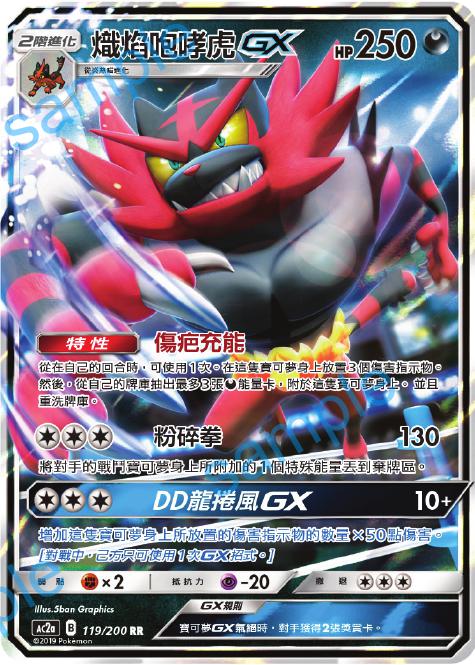 2階進化
熾焰咆哮虎GX
HP250
從炎熱喵進化
sample
特性 傷疤充能
從在自己的回合時,可使用1次。在這隻寶可夢身上放置3個傷害指示物。
然後,從自己的牌庫抽出最多3張能量卡,附於這隻寶可夢身上。並且
重洗牌庫。
粉碎拳 130
將對手的戰鬥寶可夢身上所附加的1個特殊能量丟到棄牌區。
DD龍捲風GX 10+
增加這隻寶可夢身上所放置的傷害指示物的數量×50點傷害。
[對戰中,己方只可使用1次GX招式。]
弱點 ×2 抵抗力 -20 撤退
Illus.5ban Graphics
GX規則
AC2a B 119/200 RR
寶可夢GX氣絕時,對手獲得2張獎賞卡。
©2019 Pokémon